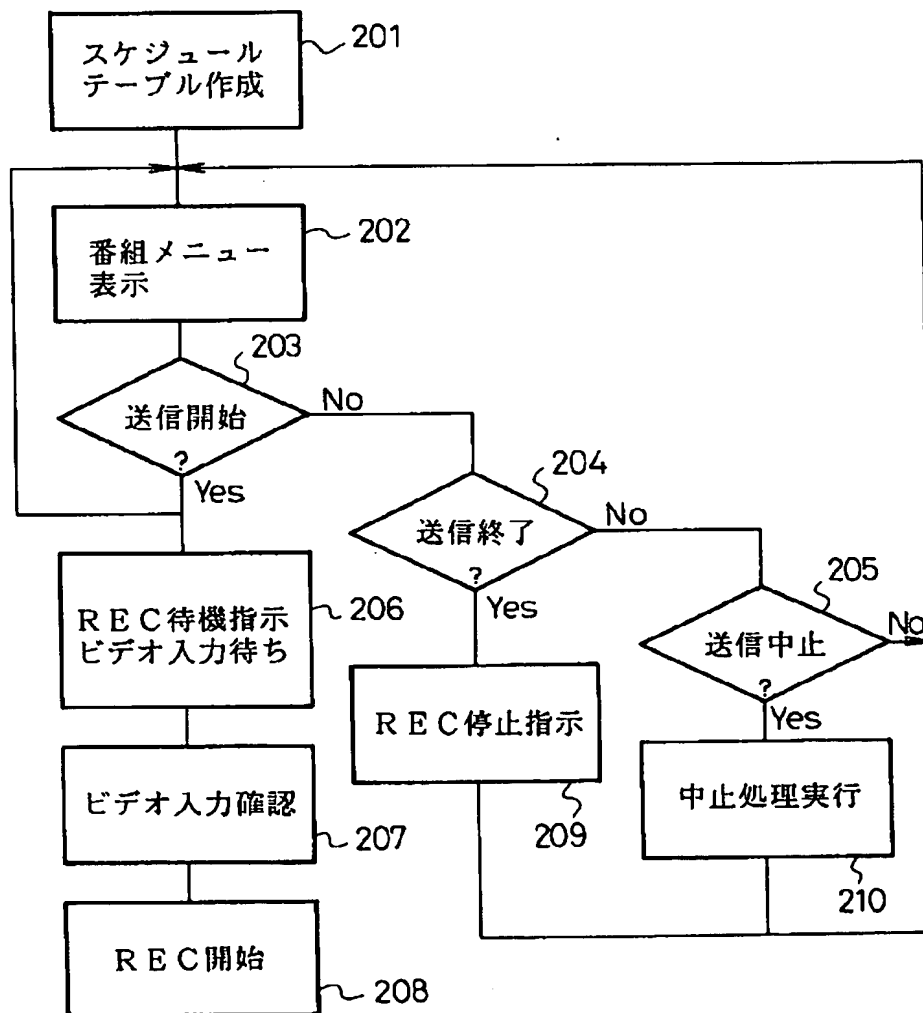 スケジュール
テーブル作成
201
番組メニュー
表示
202
送信開始
?
203
No
Yes
送信終了
?
204
No
Yes
送信中止
?
205
No
Yes
REC待機指示
ビデオ入力待ち
206
REC停止指示
209
中止処理実行
210
ビデオ入力確認
207
REC開始
208